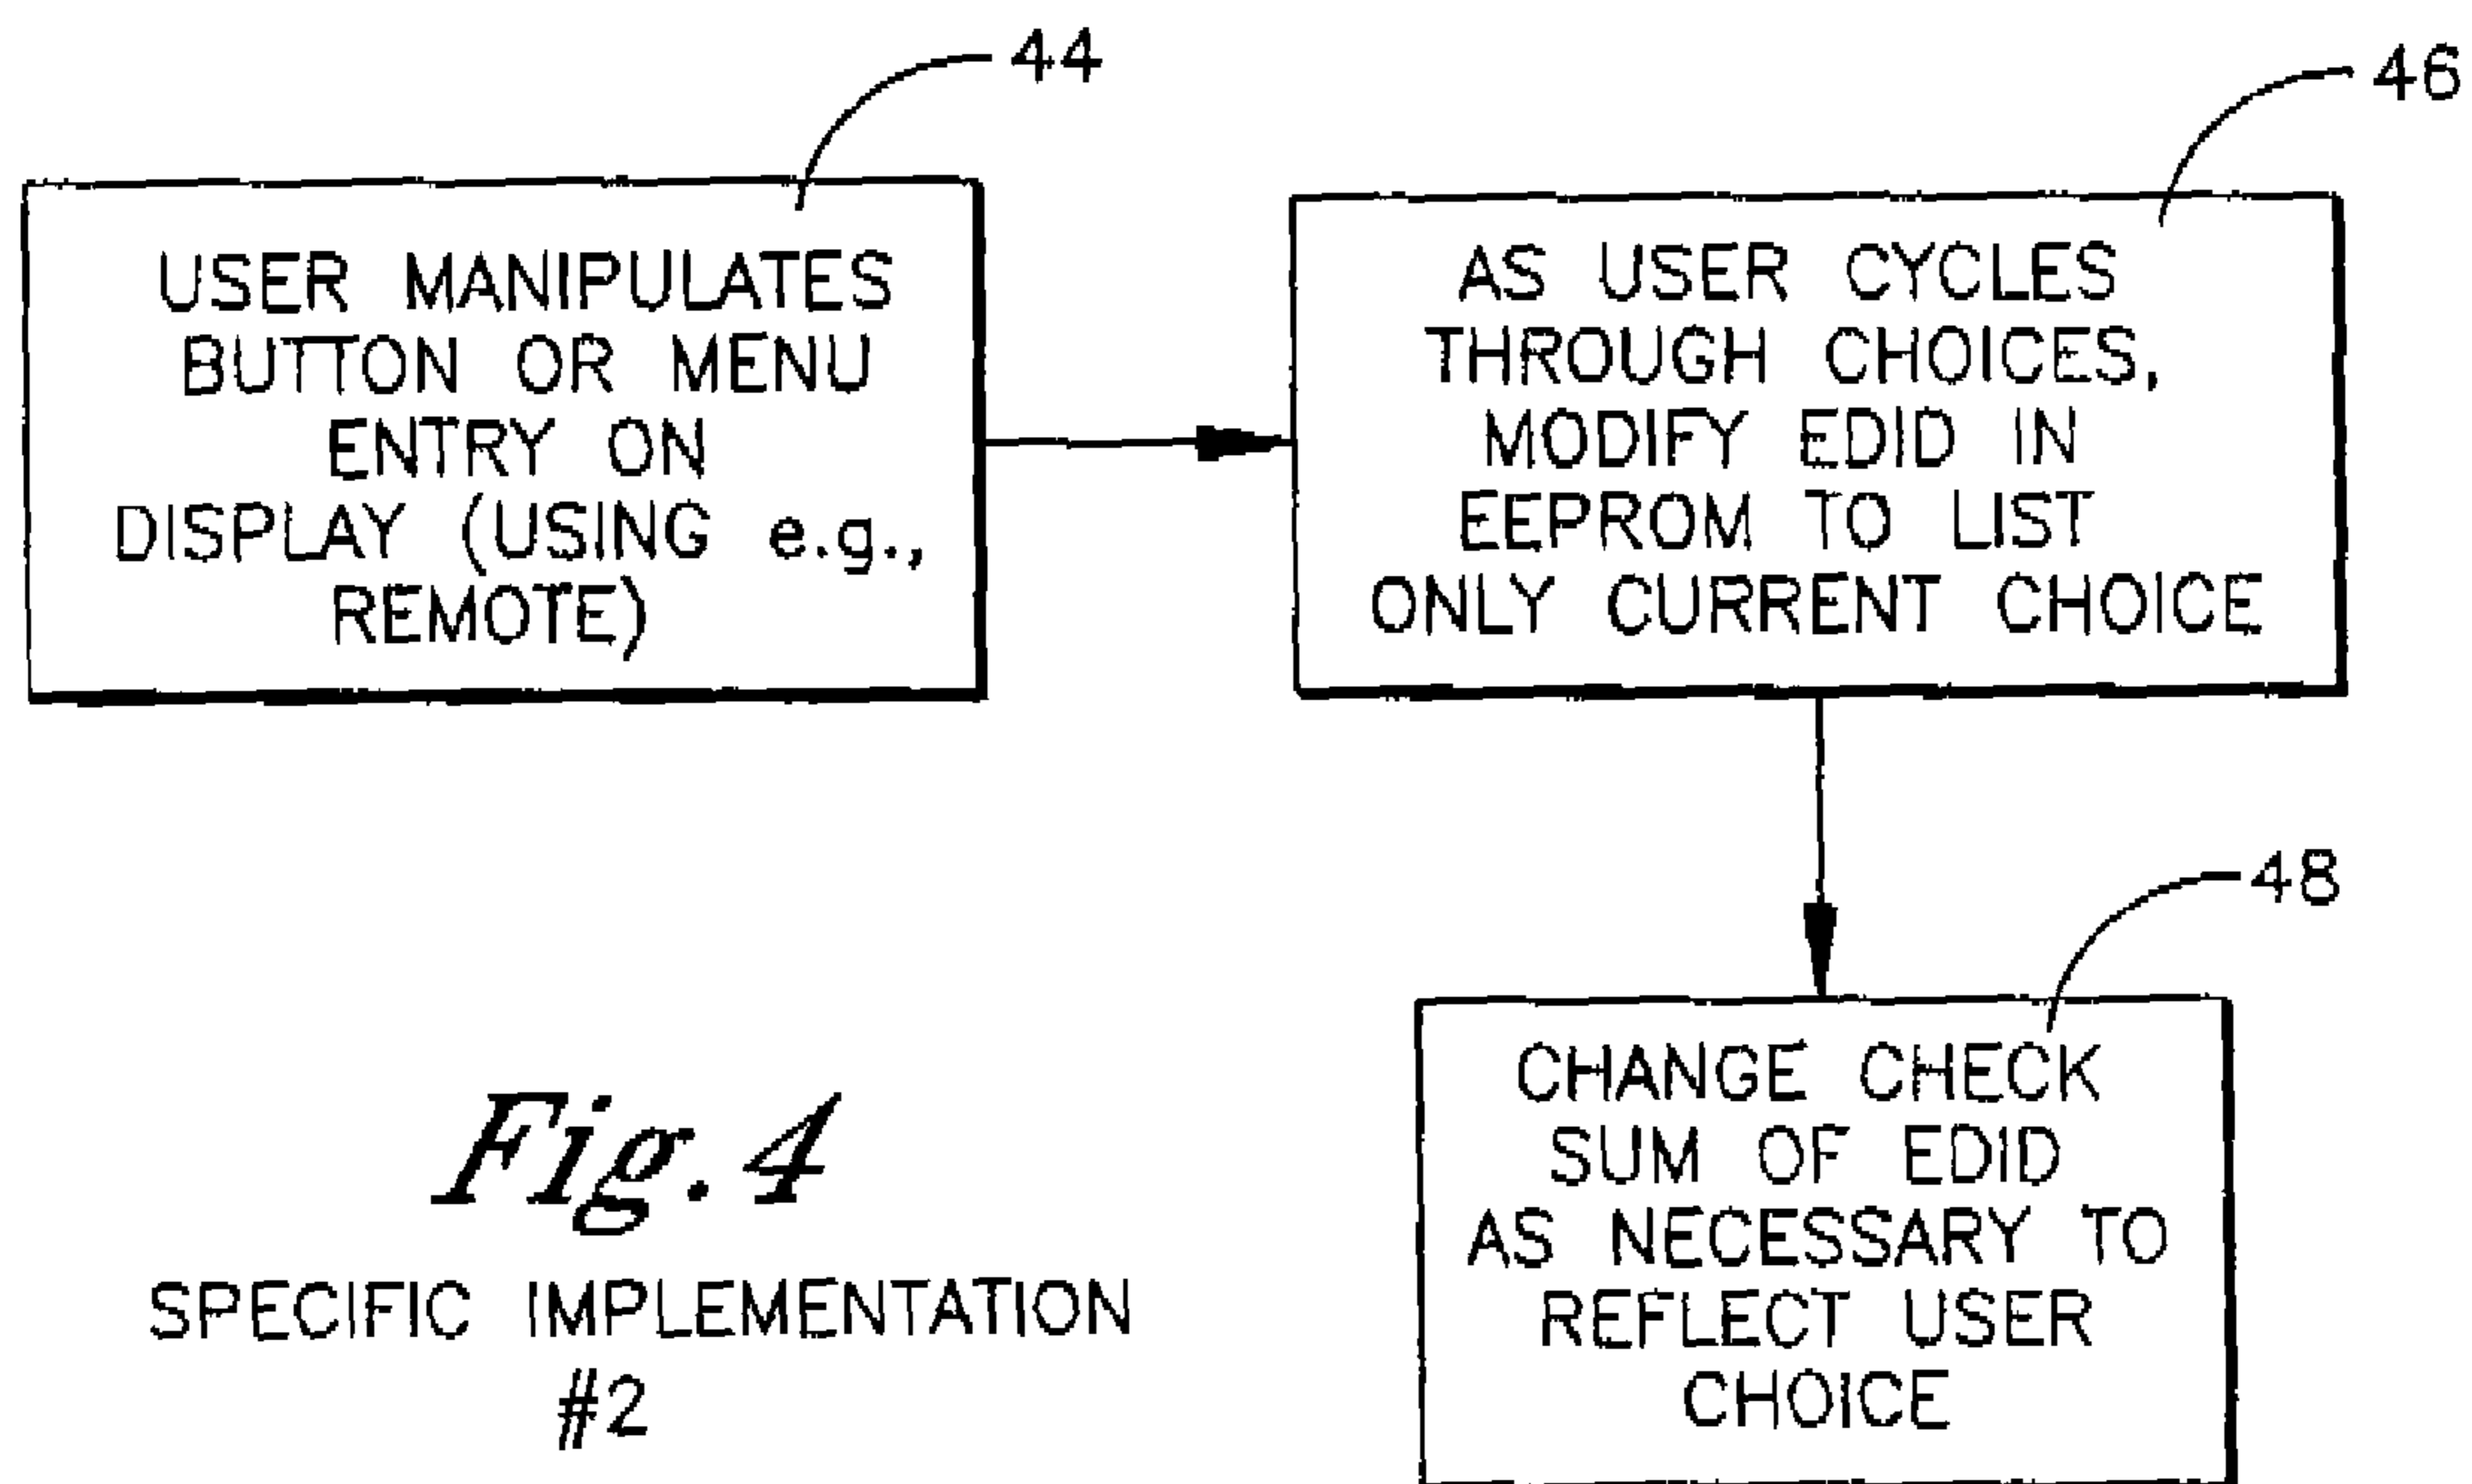 44
USER MANIPULATES
BUTTON OR MENU
ENTRY ON
DISPLAY (USING e.g.,
REMOTE)
46
AS USER CYCLES
THROUGH CHOICES,
MODIFY EDID IN
EEPROM TO LIST
ONLY CURRENT CHOICE
48
CHANGE CHECK
SUM OF EDID
AS NECESSARY TO
REFLECT USER
CHOICE
Fig. 4
SPECIFIC IMPLEMENTATION
#2